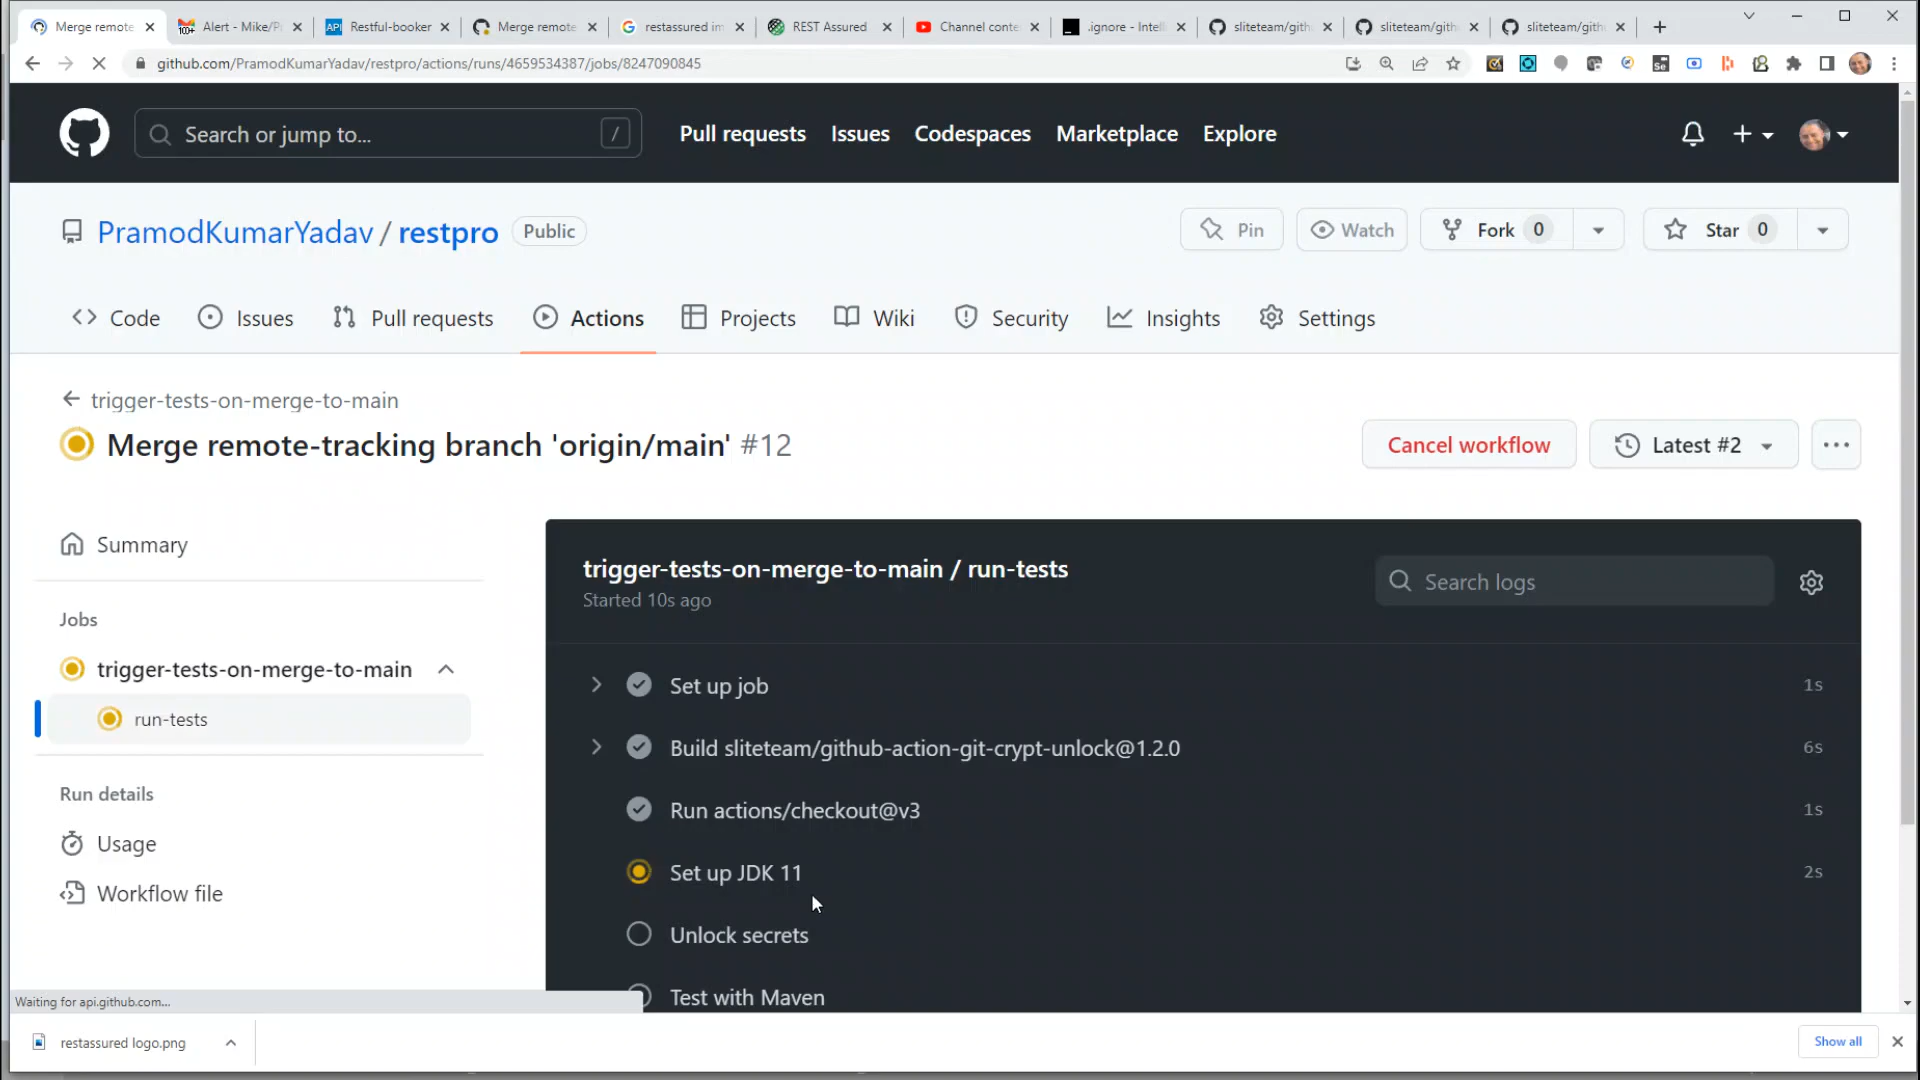 Merge remote
Alert - Mike/Pr
Restful-booker
Merge remote
restassured im
REST Assured
Channel conte
.ignore - Intell
sliteteam/gith
sliteteam/gith
sliteteam/gith
github.com/PramodKumarYadav/restpro/actions/runs/4659534387/jobs/8247090845
Search or jump to...
/
Pull requests
Issues
Codespaces
Marketplace
Explore
PramodKumarYadav / restpro
Public
Pin
Watch
Fork 0
Star 0
Code
Issues
Pull requests
Actions
Projects
Wiki
Security
Insights
Settings
trigger-tests-on-merge-to-main
Merge remote-tracking branch 'origin/main' #12
Cancel workflow
Latest #2
Summary
Jobs
trigger-tests-on-merge-to-main
run-tests
Run details
Usage
Workflow file
trigger-tests-on-merge-to-main / run-tests
Started 10s ago
Search logs
Set up job
1s
Build sliteteam/github-action-git-crypt-unlock@1.2.0
6s
Run actions/checkout@v3
1s
Set up JDK 11
2s
Unlock secrets
Test with Maven
Waiting for api.github.com...
restassured logo.png
Show all